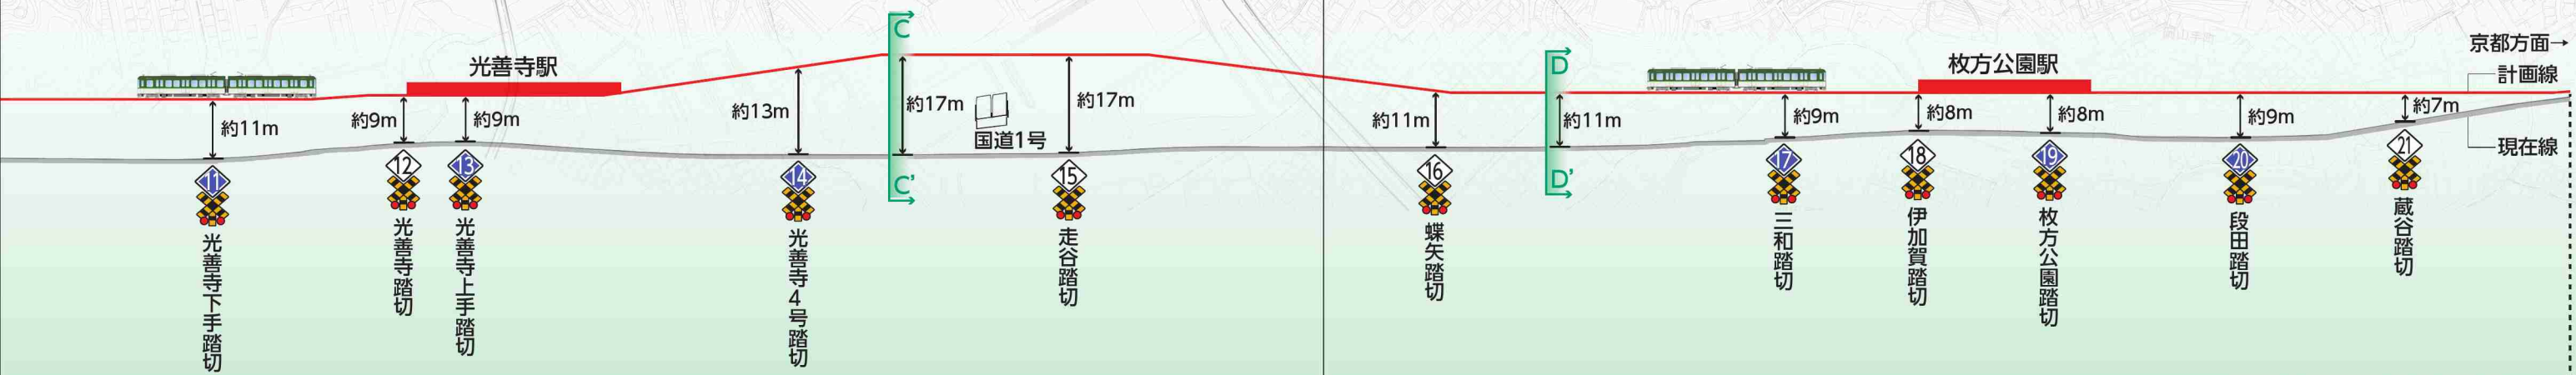 C
D
京都方面→
計画線
現在線
光善寺駅
枚方公園駅
約11m
約9m
約9m
約13m
約17m
国道1号
約17m
約11m
約11m
約9m
約8m
約8m
約9m
約7m
C'
D'
11
光善寺下手踏切
12
光善寺踏切
13
光善寺上手踏切
14
光善寺4号踏切
15
走谷踏切
16
蝶矢踏切
17
三和踏切
18
伊加賀踏切
19
枚方公園踏切
20
段田踏切
21
蔵谷踏切